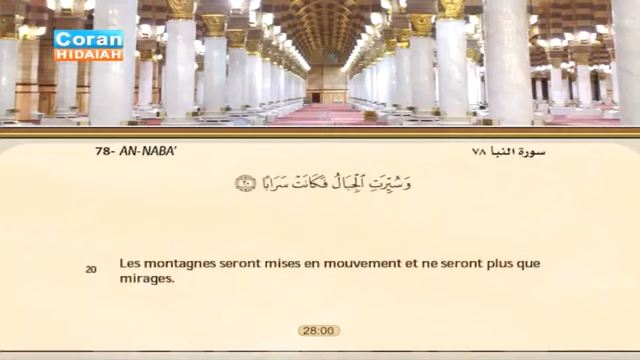 Coran
HIDAIAH
78- AN-NABA' سورة النبا ٧٨
وَسُيِّرَتِ ٱلْجِبَالُ فَكَانَتْ سَرَابًا ٢٠
20 Les montagnes seront mises en mouvement et ne seront plus que
mirages.
28:00